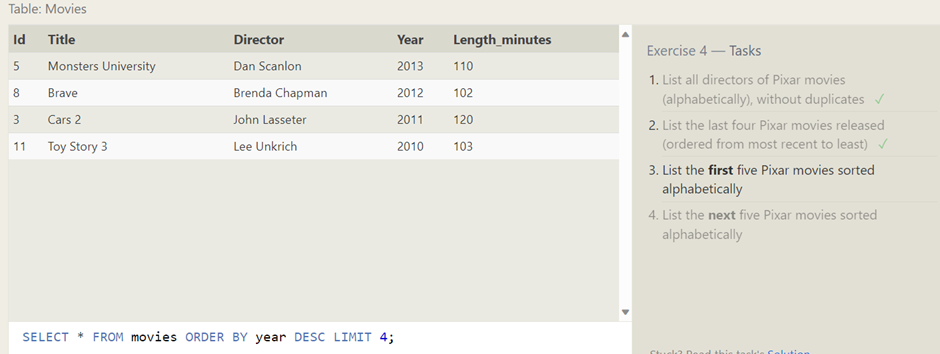 Table: Movies
Id Title Director Year Length_minutes
5 Monsters University Dan Scanlon 2013 110
8 Brave Brenda Chapman 2012 102
3 Cars 2 John Lasseter 2011 120
11 Toy Story 3 Lee Unkrich 2010 103
SELECT * FROM movies ORDER BY year DESC LIMIT 4;
Exercise 4 — Tasks
1. List all directors of Pixar movies
(alphabetically), without duplicates ✓
2. List the last four Pixar movies released
(ordered from most recent to least) ✓
3. List the first five Pixar movies sorted
alphabetically
4. List the next five Pixar movies sorted
alphabetically
Stuck? Read this task's Solution